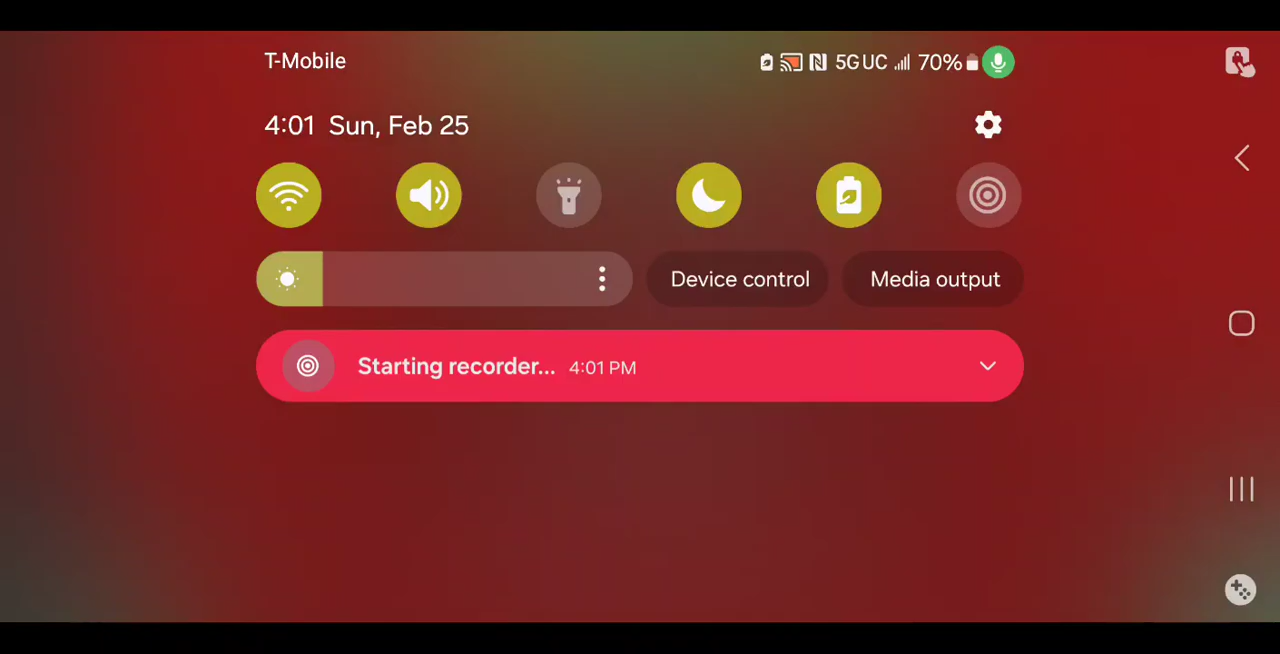 T-Mobile
5G UC 70%
4:01 Sun, Feb 25
Device control
Media output
Starting recorder... 4:01 PM